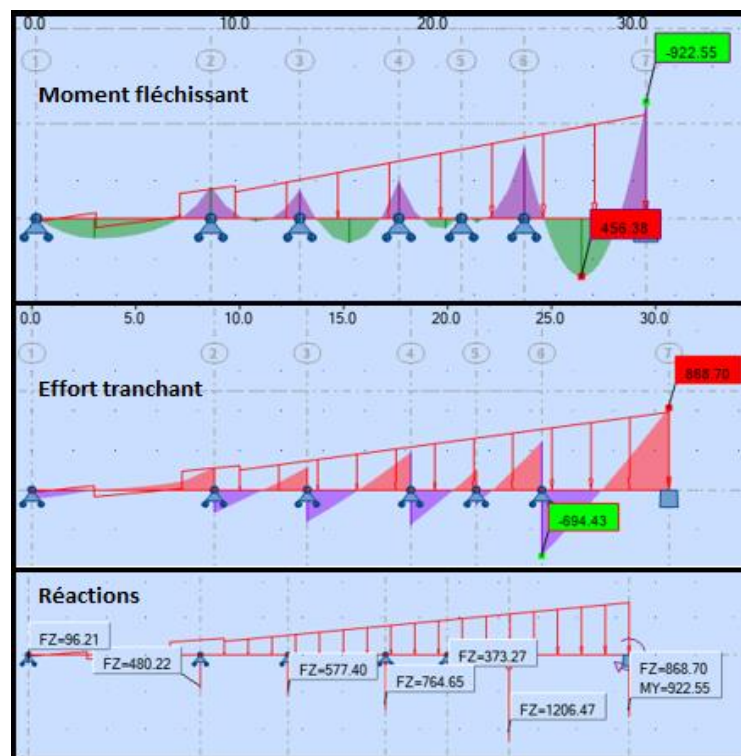 0.0 10.0 20.0 30.0
1 2 3 4 5 6 7
-922.55
Moment fléchissant
456.38
0.0 5.0 10.0 15.0 20.0 25.0 30.0
1 2 3 4 5 6 7
868.70
Effort tranchant
-694.43
Réactions
FZ=96.21
FZ=480.22
FZ=577.40
FZ=764.65
FZ=373.27
FZ=1206.47
FZ=868.70
MY=922.55